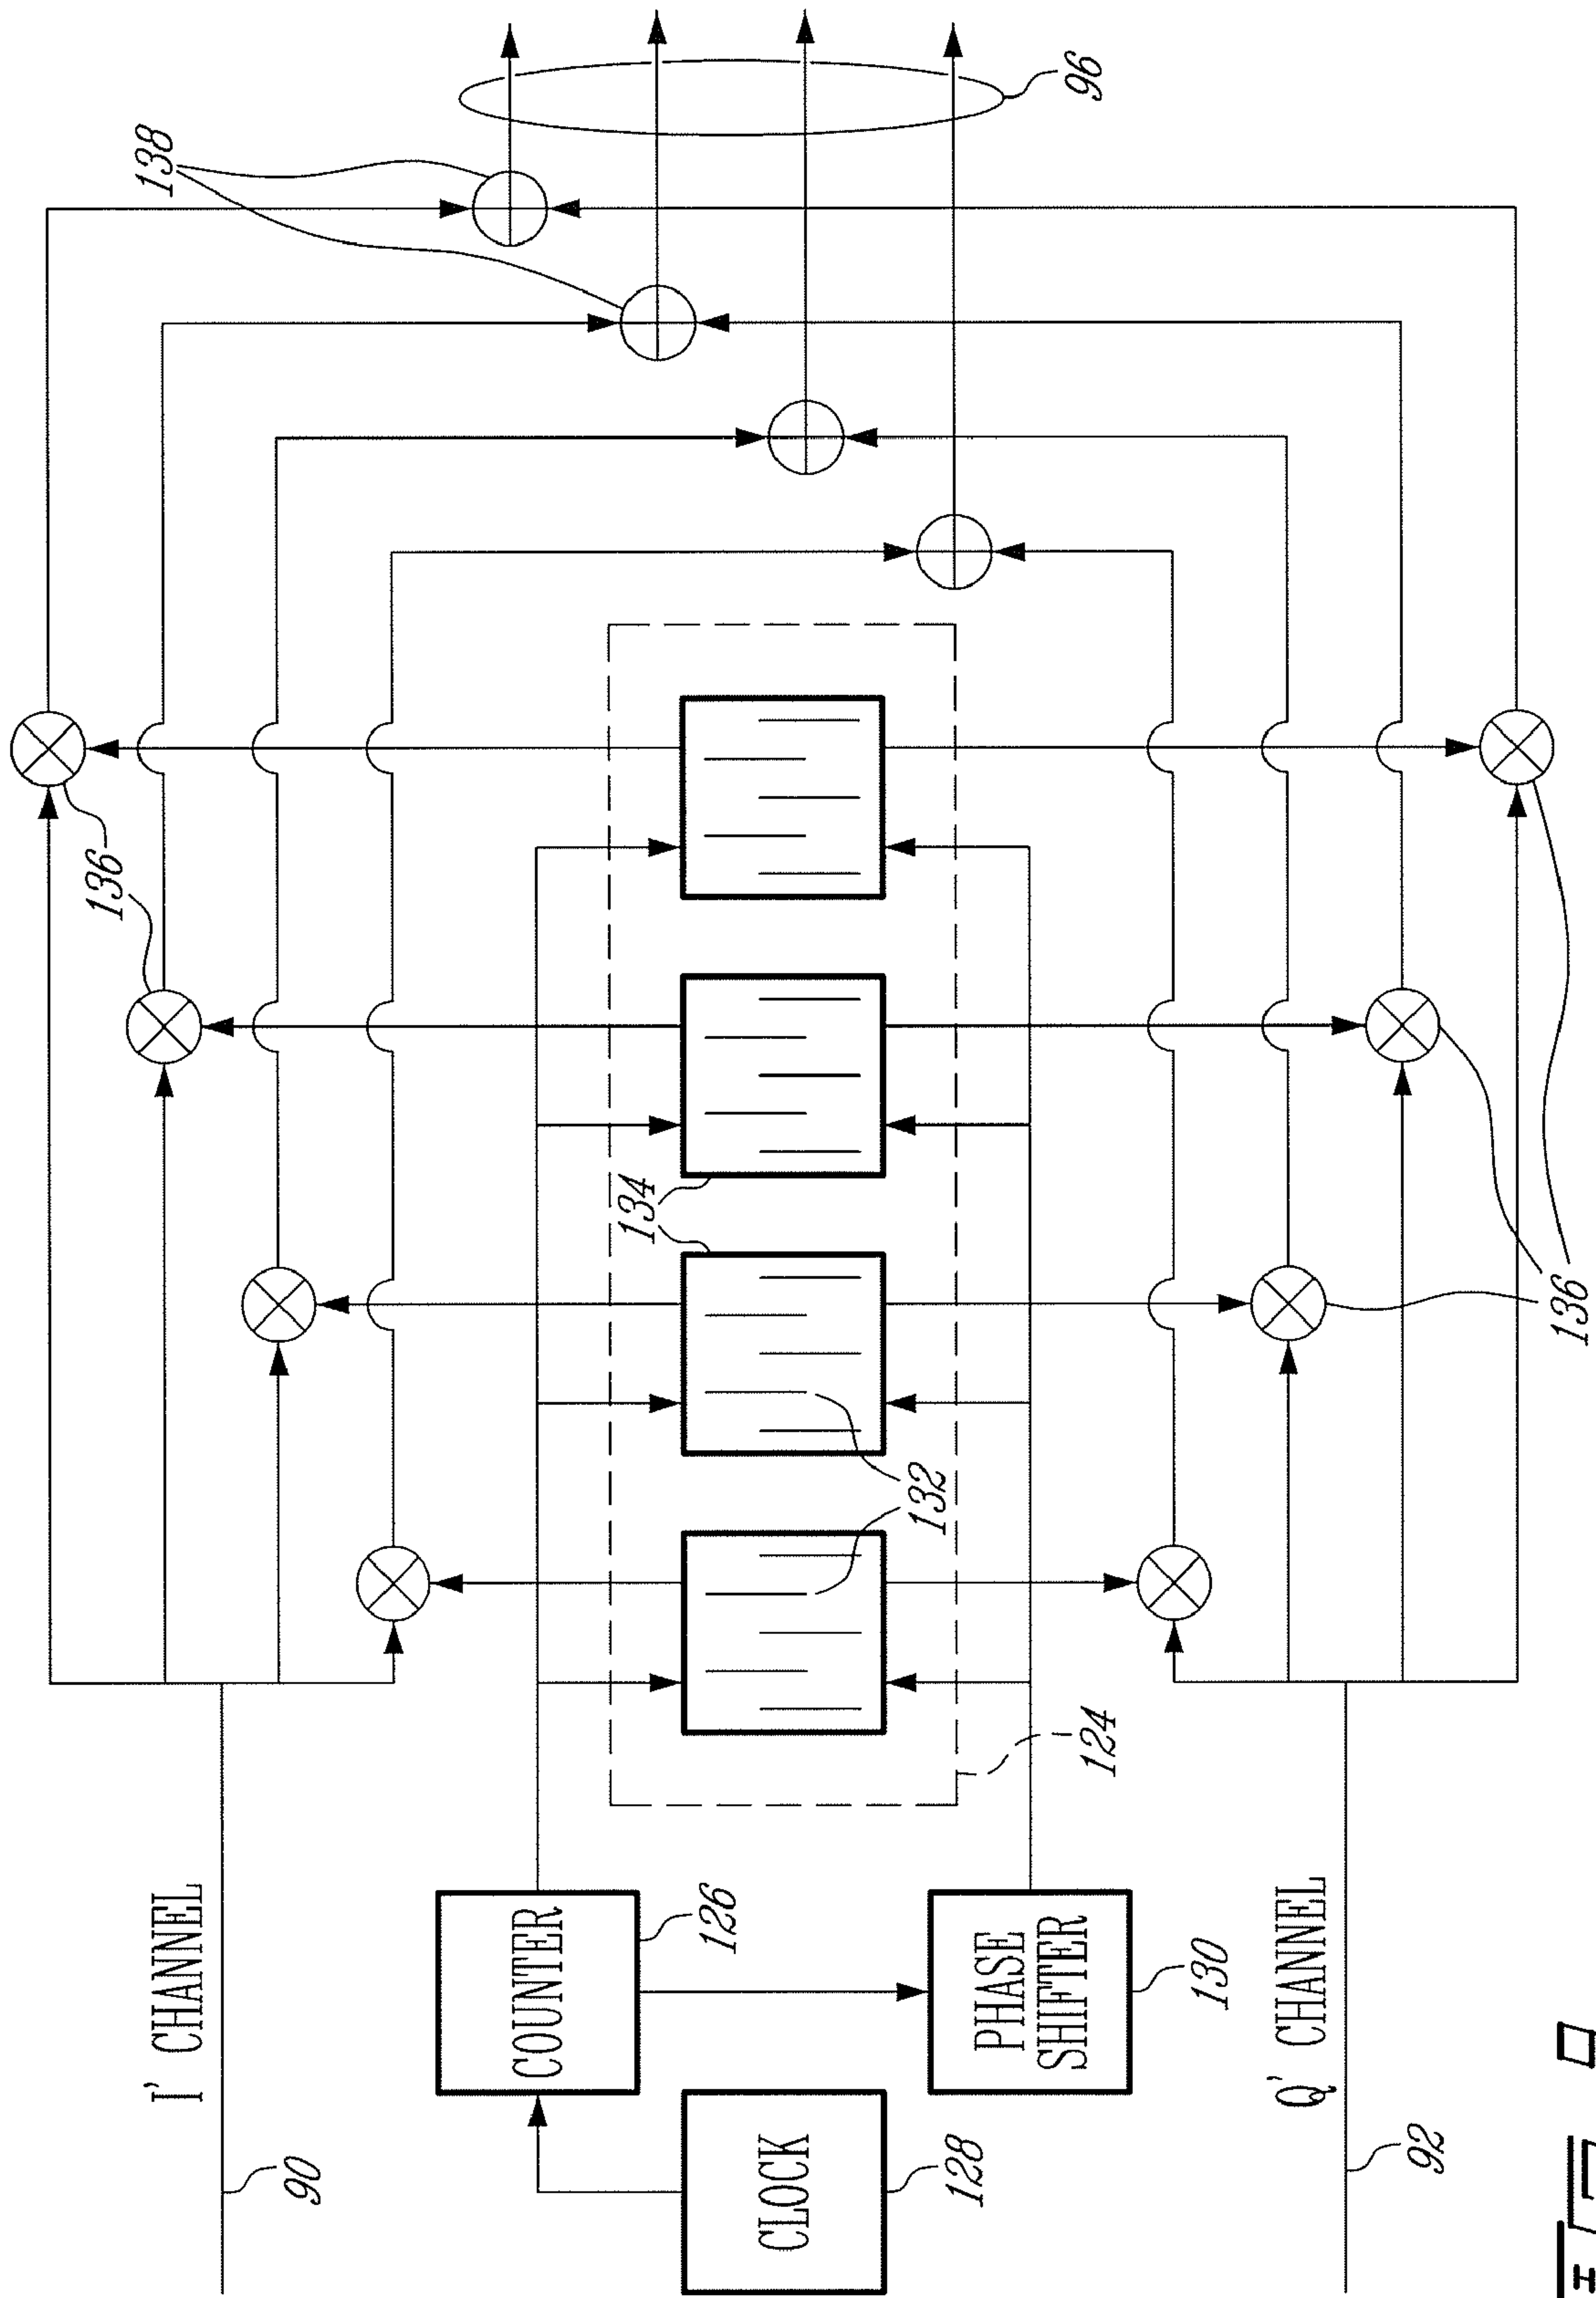 I' CHANNEL
90
136
138
96
COUNTER
126
CLOCK
128
PHASE
SHIFTER
130
134
132
124
Q' CHANNEL
92
136